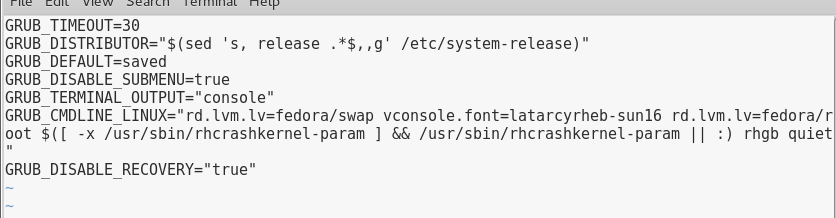 File Edit View Search Terminal Help
GRUB_TIMEOUT=30
GRUB_DISTRIBUTOR="$(sed 's, release .*$,,g' /etc/system-release)"
GRUB_DEFAULT=saved
GRUB_DISABLE_SUBMENU=true
GRUB_TERMINAL_OUTPUT="console"
GRUB_CMDLINE_LINUX="rd.lvm.lv=fedora/swap vconsole.font=latarcyrheb-sun16 rd.lvm.lv=fedora/r
oot $([ -x /usr/sbin/rhcrashkernel-param ] && /usr/sbin/rhcrashkernel-param || :) rhgb quiet
"
GRUB_DISABLE_RECOVERY="true"
~
~